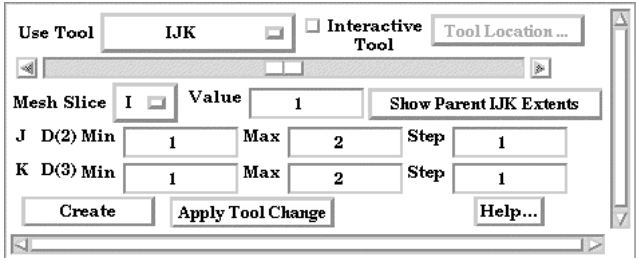 Use Tool IJK Interactive Tool Tool Location ...
Mesh Slice I Value 1 Show Parent IJK Extents
J D(2) Min 1 Max 2 Step 1
K D(3) Min 1 Max 2 Step 1
Create Apply Tool Change Help...